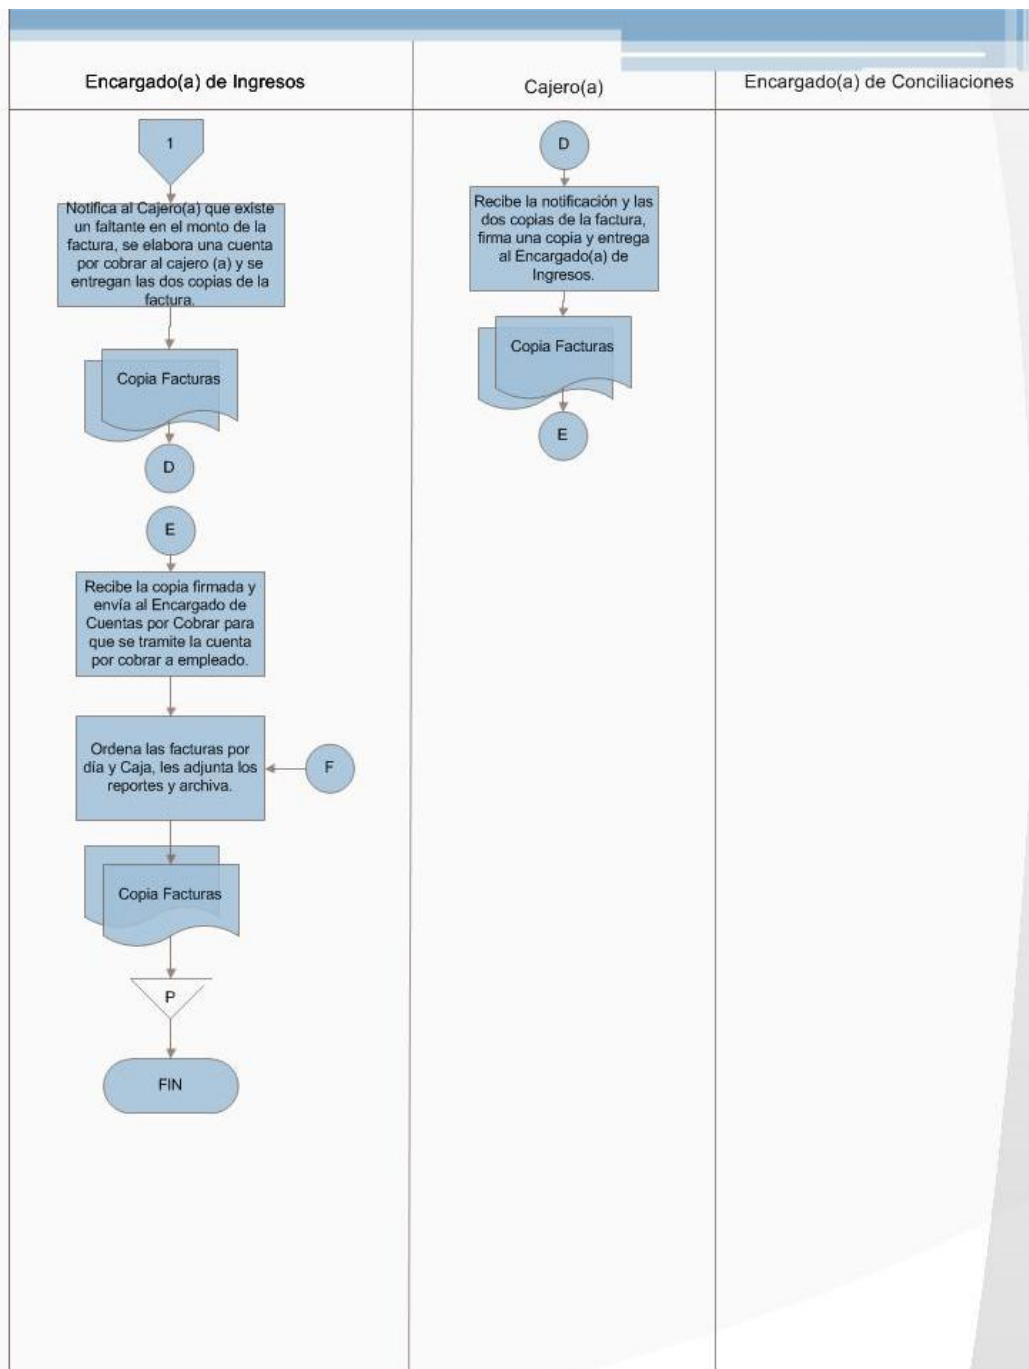 Encargado(a) de Ingresos
Cajero(a)
Encargado(a) de Conciliaciones
1
Notifica al Cajero(a) que existe
un faltante en el monto de la
factura, se elabora una cuenta
por cobrar al cajero (a) y se
entregan las dos copias de la
factura.
Copia Facturas
D
E
Recibe la copia firmada y
envía al Encargado de
Cuentas por Cobrar para
que se tramite la cuenta
por cobrar a empleado.
Ordena las facturas por
día y Caja, les adjunta los
reportes y archiva.
F
Copia Facturas
P
FIN
D
Recibe la notificación y las
dos copias de la factura,
firma una copia y entrega
al Encargado(a) de
Ingresos.
Copia Facturas
E